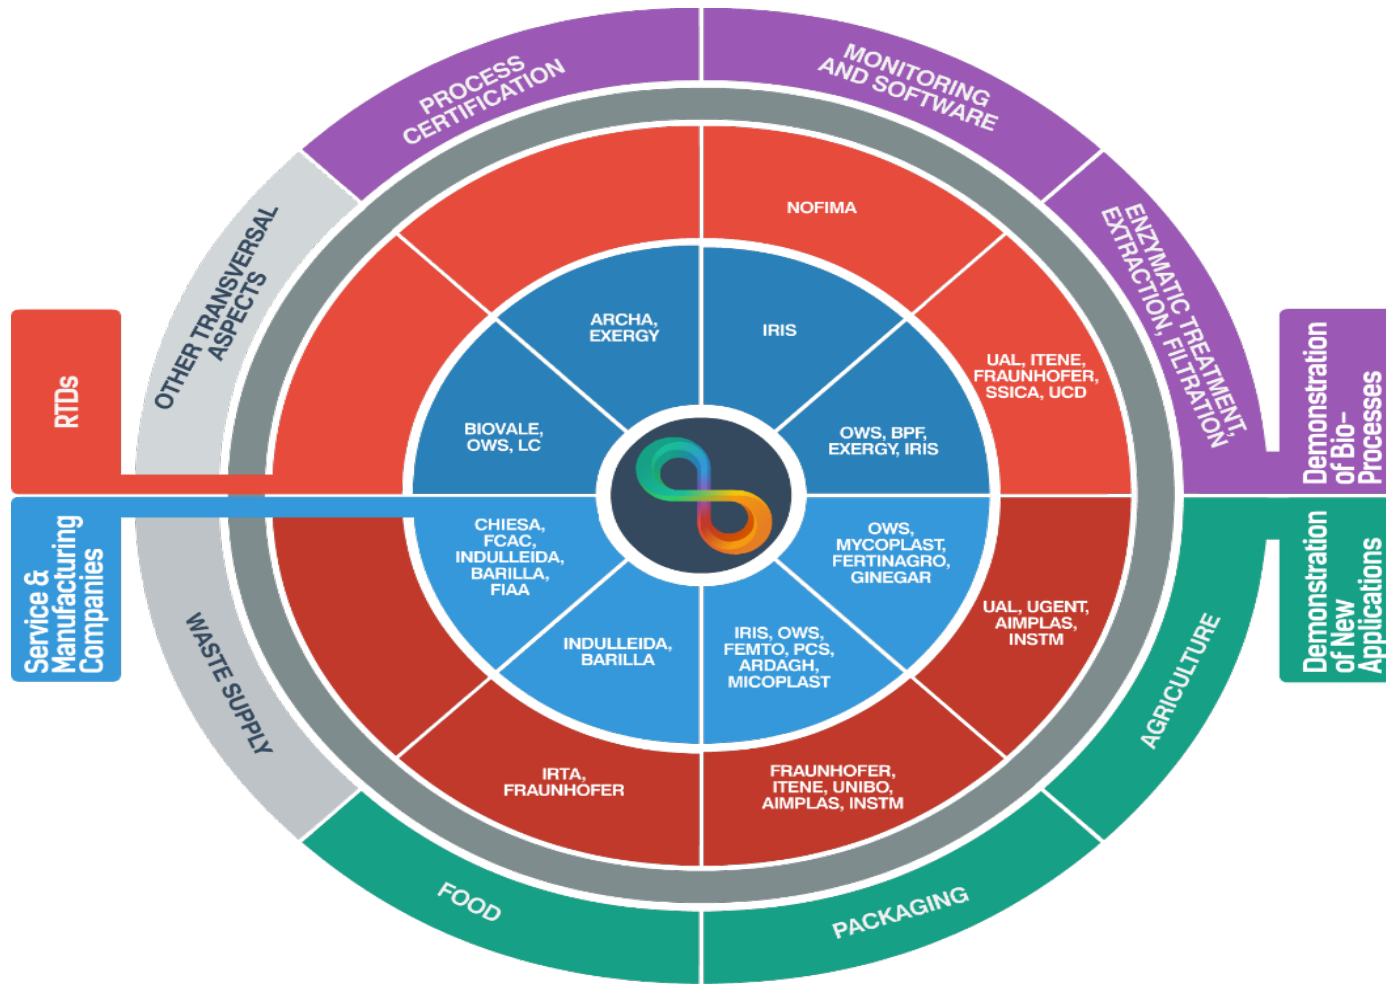 PROCESS
CERTIFICATION
MONITORING
AND SOFTWARE
ENZYMATIC TREATMENT,
EXTRACTION, FILTRATION
OTHER TRANSVERSAL
ASPECTS
WASTE SUPPLY
FOOD
PACKAGING
AGRICULTURE
RTDs
Service &
Manufacturing
Companies
Demonstration
of Bio-
Processes
Demonstration
of New
Applications
NOFIMA
UAL, ITENE,
FRAUNHOFER,
SSICA, UCD
UAL, UGENT,
AIMPLAS,
INSTM
FRAUNHOFER,
ITENE, UNIBO,
AIMPLAS, INSTM
IRTA,
FRAUNHOFER
ARCHA,
EXERGY
IRIS
OWS, BPF,
EXERGY, IRIS
OWS,
MYCOPLAST,
FERTINAGRO,
GINEGAR
IRIS, OWS,
FEMTO, PCS,
ARDAGH,
MICOPLAST
INDULLEIDA,
BARILLA
CHIESA,
FCAC,
INDULLEIDA,
BARILLA,
FIAA
BIOVALE,
OWS, LC